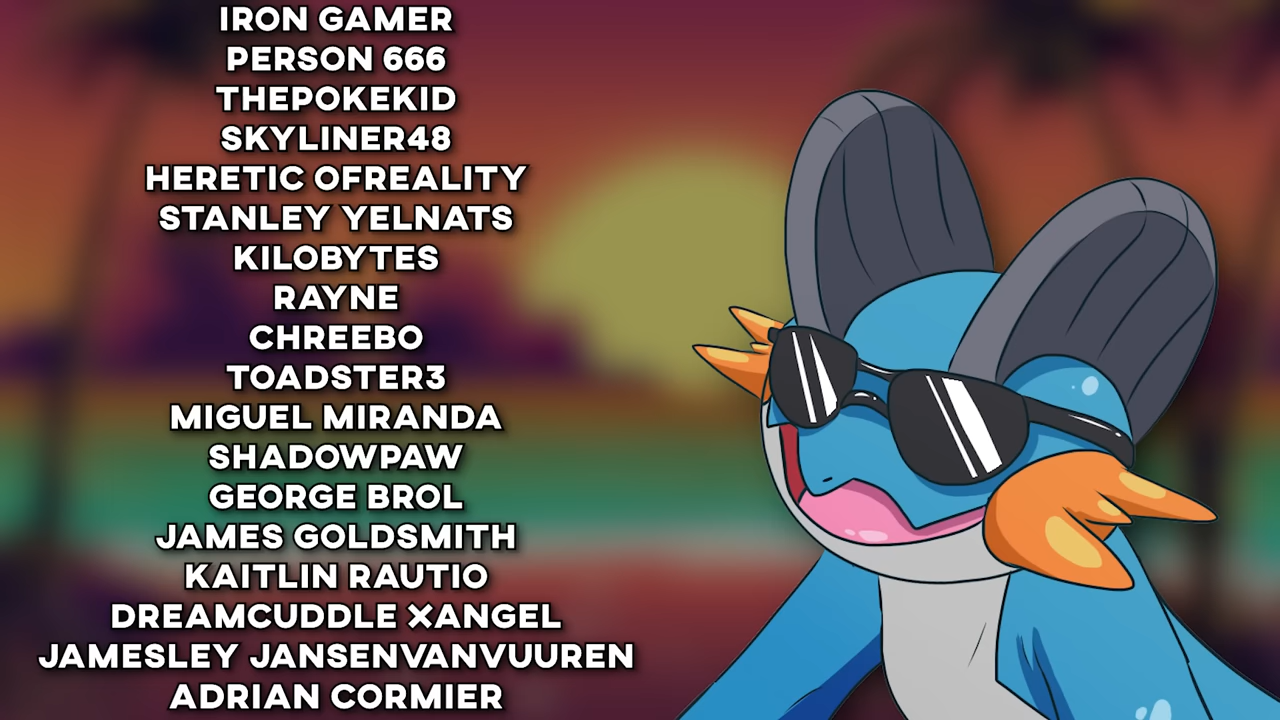 IRON GAMER
PERSON 666
THEPOKEKID
SKYLINER48
HERETIC OFREALITY
STANLEY YELNATS
KILOBYTES
RAYNE
CHREEBO
TOADSTER3
MIGUEL MIRANDA
SHADOWPAW
GEORGE BROL
JAMES GOLDSMITH
KAITLIN RAUTIO
DREAMCUDDLE XANGEL
JAMESLEY JANSENVANVUUREN
ADRIAN CORMIER